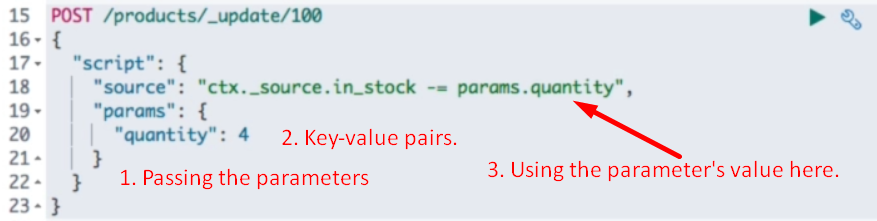 15 POST /products/_update/100
16 {
17 "script": {
18 "source": "ctx._source.in_stock -= params.quantity",
19 "params": {
20 "quantity": 4 2. Key-value pairs.
21 }
1. Passing the parameters 3. Using the parameter's value here.
22 }
23 }